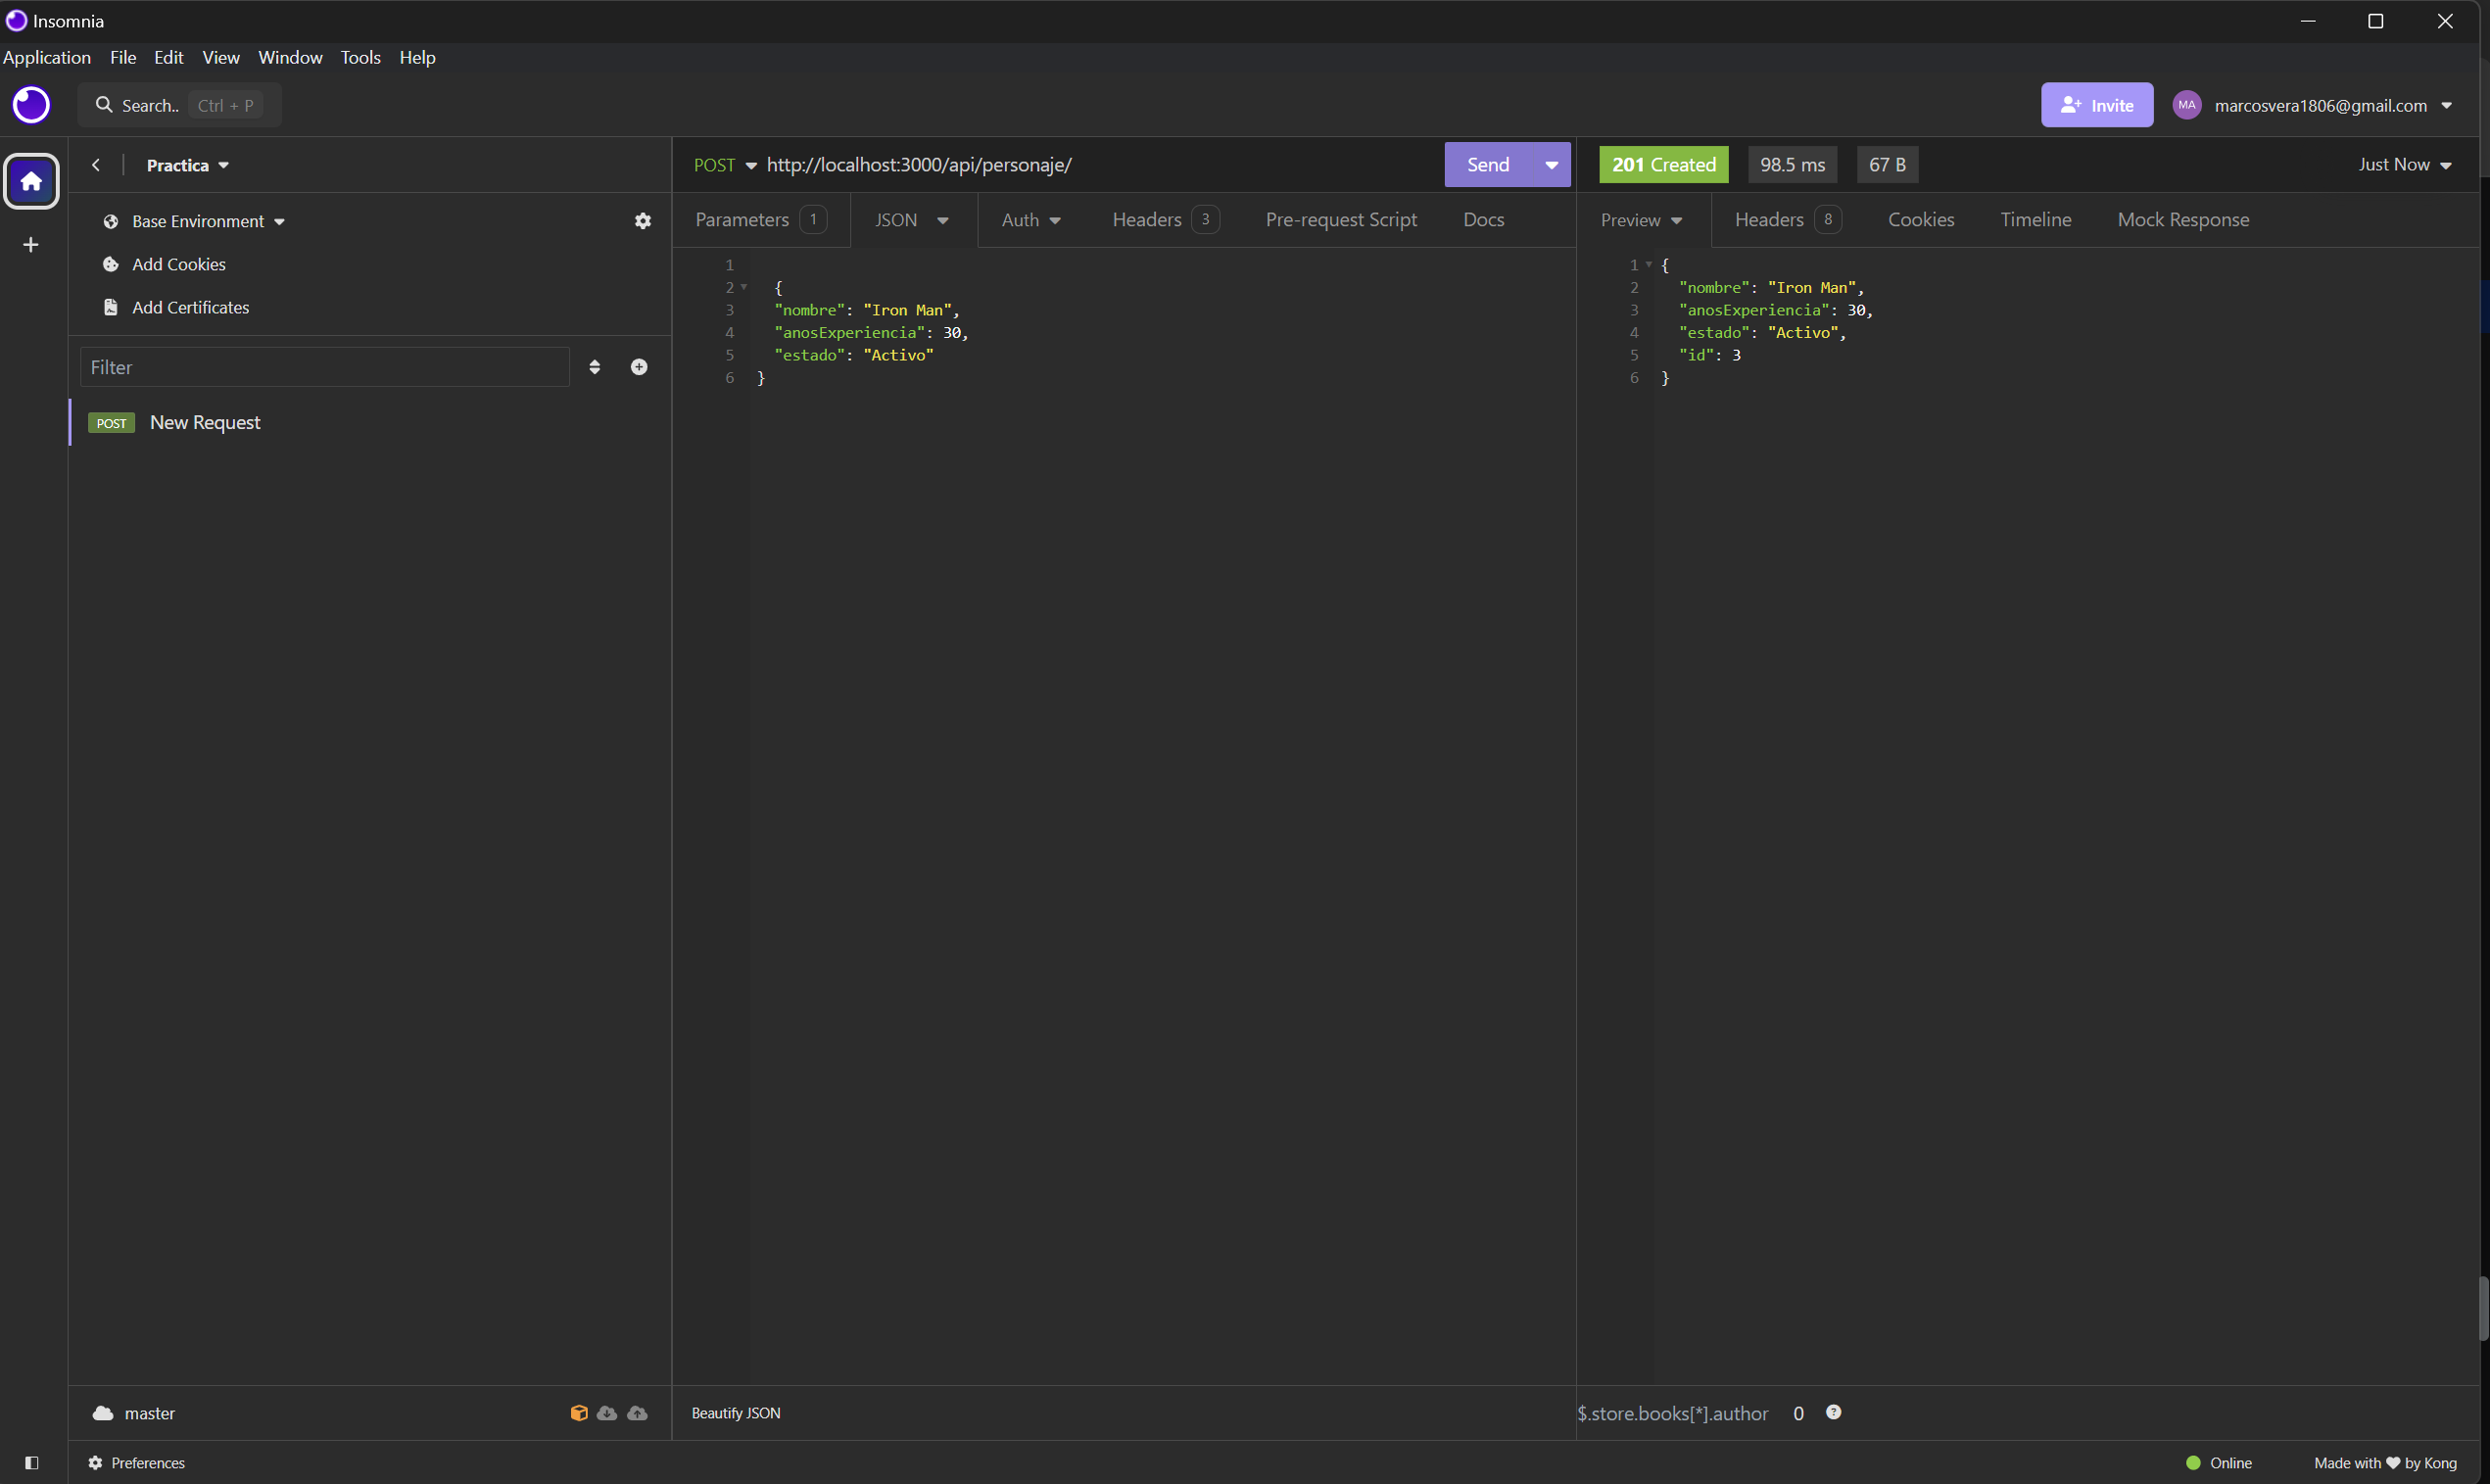 Insomnia
Application File Edit View Window Tools Help
Search.. Ctrl + P
Invite MA marcosvera1806@gmail.com
Practica
Base Environment
Add Cookies
Add Certificates
Filter
POST New Request
POST http://localhost:3000/api/personaje/ Send
Parameters 1 JSON Auth Headers 3 Pre-request Script Docs
1
2 {
3 "nombre": "Iron Man",
4 "anosExperiencia": 30,
5 "estado": "Activo"
6 }
201 Created 98.5 ms 67 B Just Now
Preview Headers 8 Cookies Timeline Mock Response
1 {
2 "nombre": "Iron Man",
3 "anosExperiencia": 30,
4 "estado": "Activo",
5 "id": 3
6 }
master
Beautify JSON
$.store.books[*].author 0 ?
Preferences
Online Made with ❤ by Kong